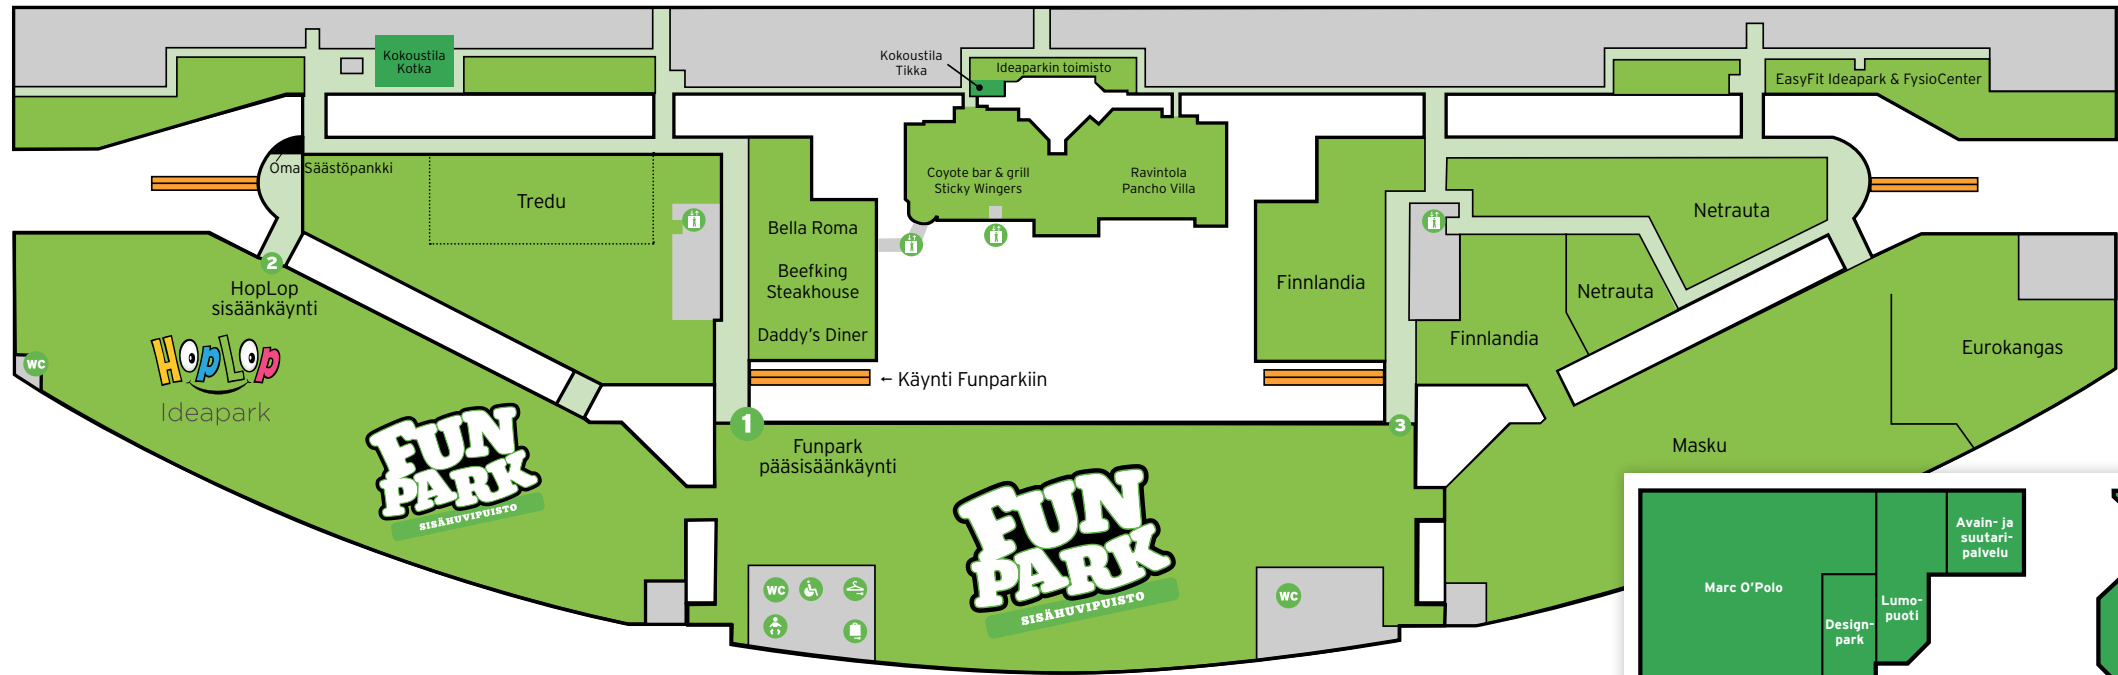 Kokoustila
Kotka
Kokoustila
Tikka
Ideaparkin toimisto
EasyFit Ideapark & FysioCenter
Oma Säästöpankki
Tredu
Coyote bar & grill
Sticky Wingers
Ravintola
Pancho Villa
Netrauta
Bella Roma
Beefking
Steakhouse
Daddy's Diner
Finnlandia
Netrauta
Finnlandia
Eurokangas
2
HopLop
sisäänkäynti
HopLop
Ideapark
WC
← Käynti Funparkiin
1
3
Funpark
pääsisäänkäynti
Masku
FUN
PARK
SISÄHUVIPUISTO
FUN
PARK
SISÄHUVIPUISTO
WC
WC
Marc O'Polo
Design-
park
Lumo-
puoti
Avain- ja
suutari-
palvelu